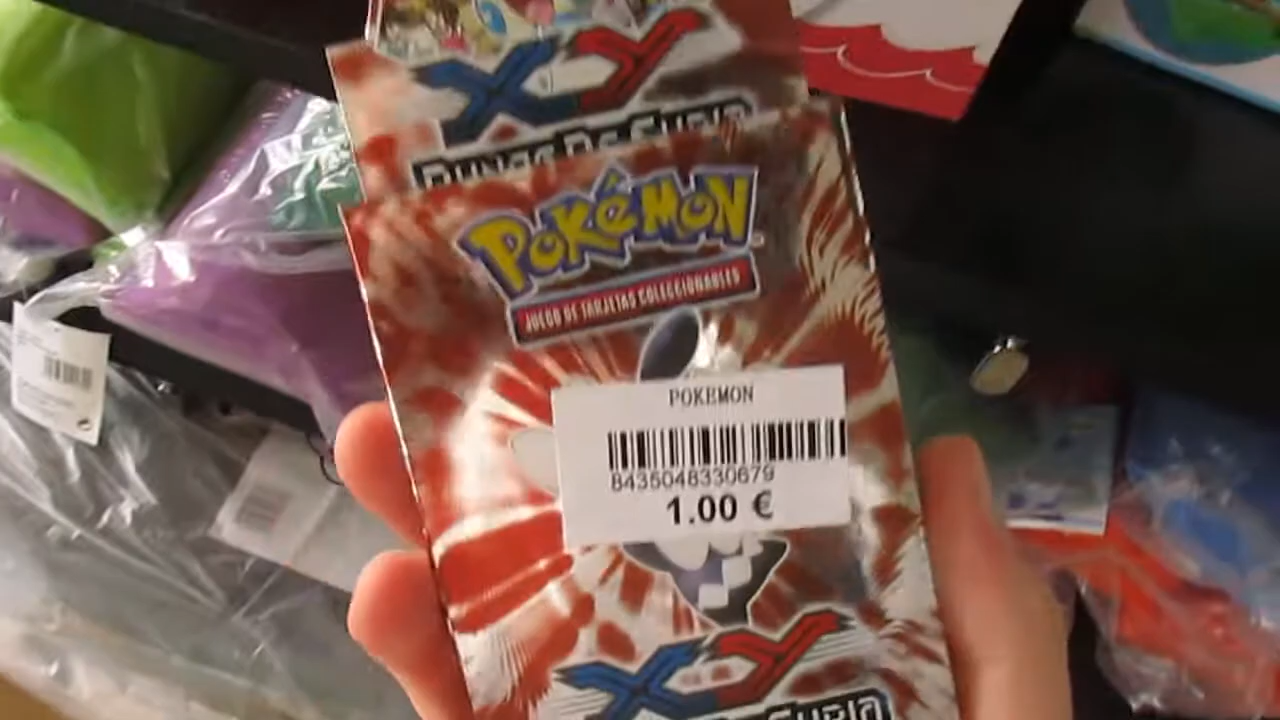 XY
POKéMON
JUEGO DE TARJETAS COLECCIONABLES
POKEMON
8435048330679
1.00 €
XY